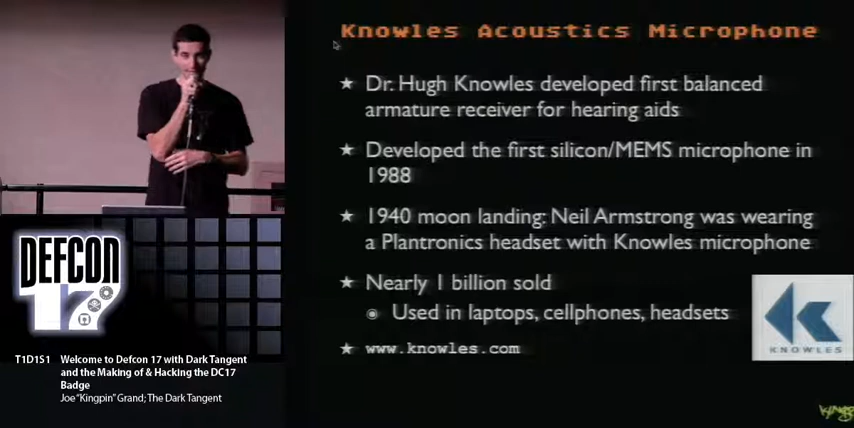 Knowles Acoustics Microphone
★ Dr. Hugh Knowles developed first balanced
armature receiver for hearing aids
★ Developed the first silicon/MEMS microphone in
1988
★ 1940 moon landing: Neil Armstrong was wearing
a Plantronics headset with Knowles microphone
★ Nearly 1 billion sold
Used in laptops, cellphones, headsets
★ www.knowles.com
KNOWLES
DEFCON
17
T1D1S1 Welcome to Defcon 17 with Dark Tangent
and the Making of & Hacking the DC17
Badge
Joe "Kingpin" Grand; The Dark Tangent